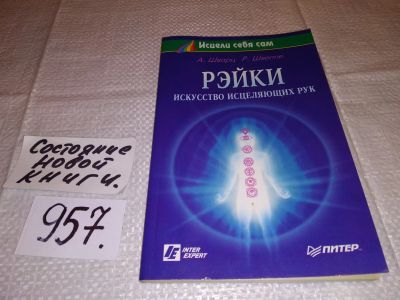 Исцели себя сам
А. Шварц, Р. Швеппе
РЭЙКИ
ИСКУССТВО ИСЦЕЛЯЮЩИХ РУК
Состояние
новой
книги.
957.
INTER
EXPERT
ПИТЕР